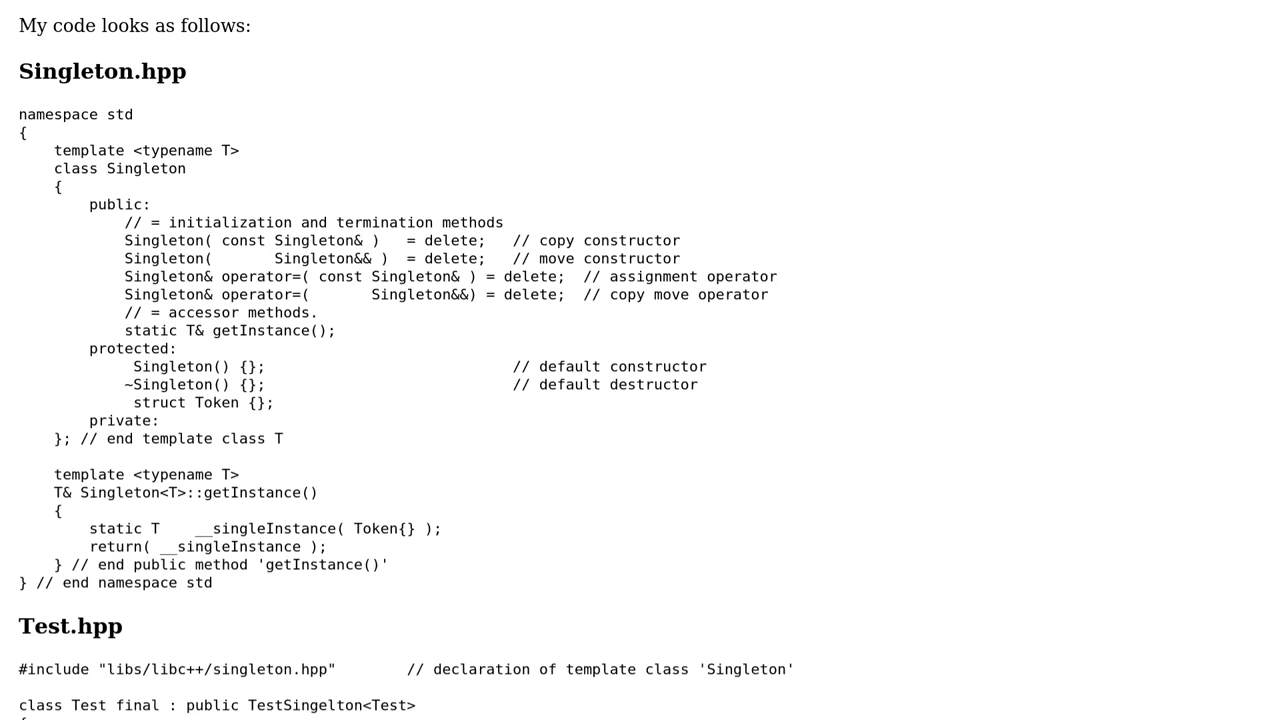 My code looks as follows:
Singleton.hpp
namespace std
{
    template <typename T>
    class Singleton
    {
        public:
            // = initialization and termination methods
            Singleton( const Singleton& )   = delete;   // copy constructor
            Singleton(       Singleton&& )  = delete;   // move constructor
            Singleton& operator=( const Singleton& ) = delete;  // assignment operator
            Singleton& operator=(       Singleton&&) = delete;  // copy move operator
            // = accessor methods.
            static T& getInstance();
        protected:
             Singleton() {};                            // default constructor
            ~Singleton() {};                            // default destructor
             struct Token {};
        private:
    }; // end template class T

    template <typename T>
    T& Singleton<T>::getInstance()
    {
        static T    __singleInstance( Token{} );
        return( __singleInstance );
    } // end public method 'getInstance()'
} // end namespace std
Test.hpp
#include "libs/libc++/singleton.hpp"        // declaration of template class 'Singleton'

class Test final : public TestSingelton<Test>